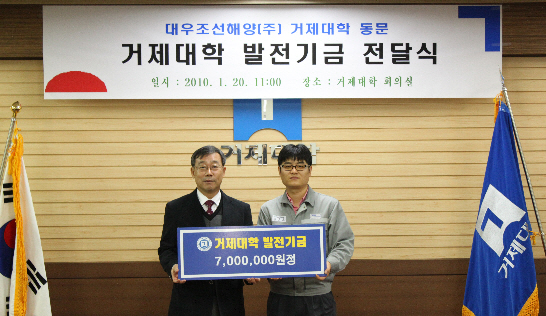 대우조선해양(주) 거제대학 동문
거제대학 발전기금 전달식
일시 : 2010. 1. 20. 11:00 장소 : 거제대학 회의실
거제대학
거제대학 발전기금
7,000,000원정
거제대